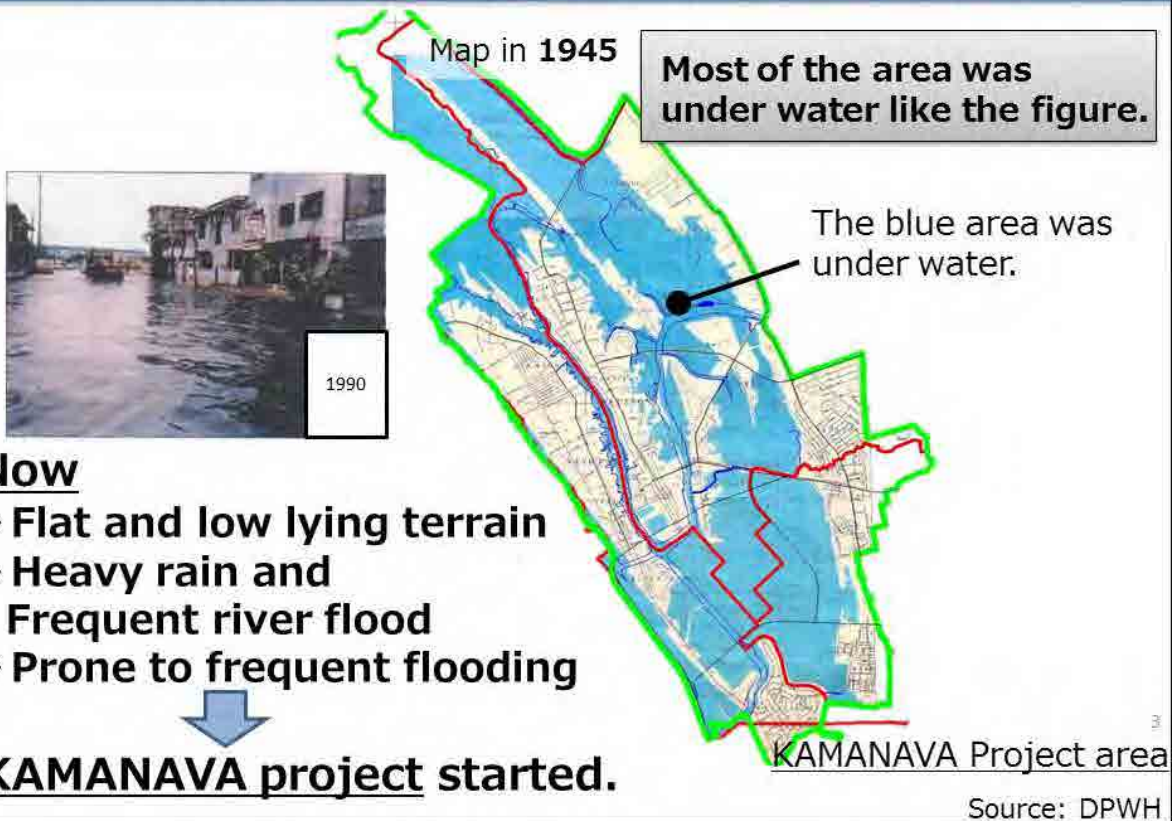 Map in 1945
Most of the area was
under water like the figure.
The blue area was
under water.
1990
Now
Flat and low lying terrain
Heavy rain and
Frequent river flood
Prone to frequent flooding
KAMANAVA project started.
3
KAMANAVA Project area
Source: DPWH